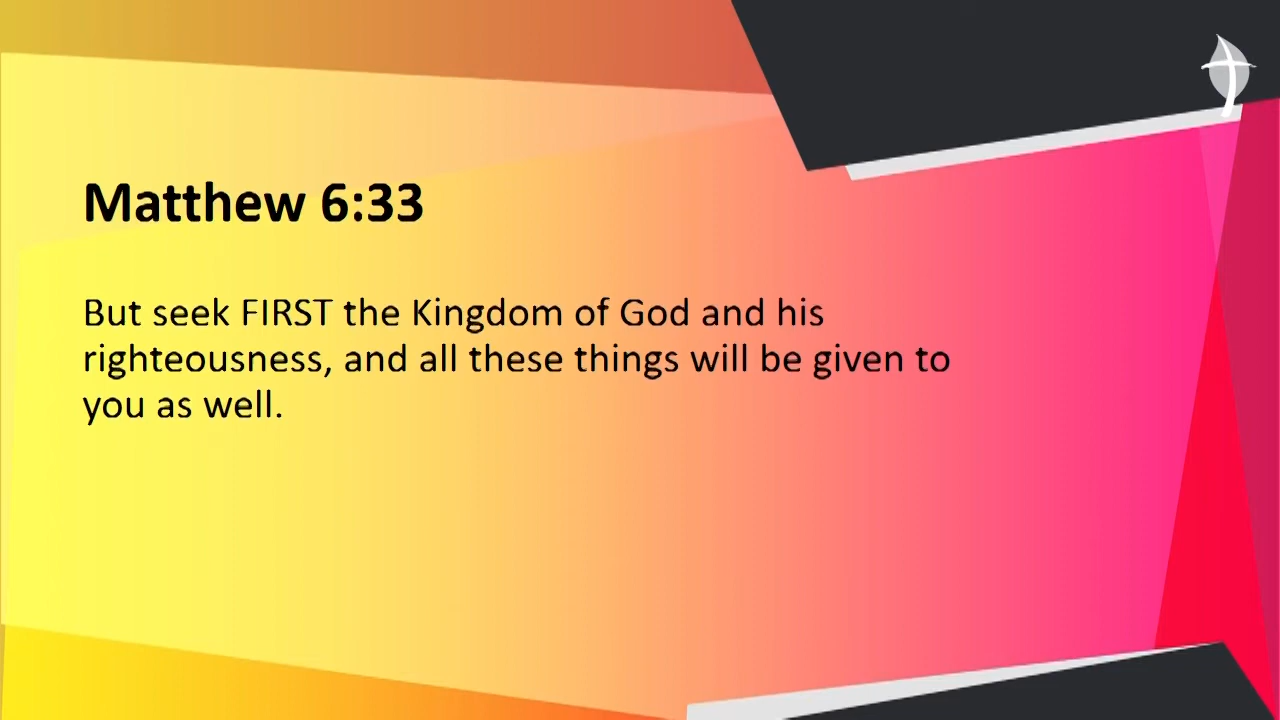 Matthew 6:33
But seek FIRST the Kingdom of God and his
righteousness, and all these things will be given to
you as well.